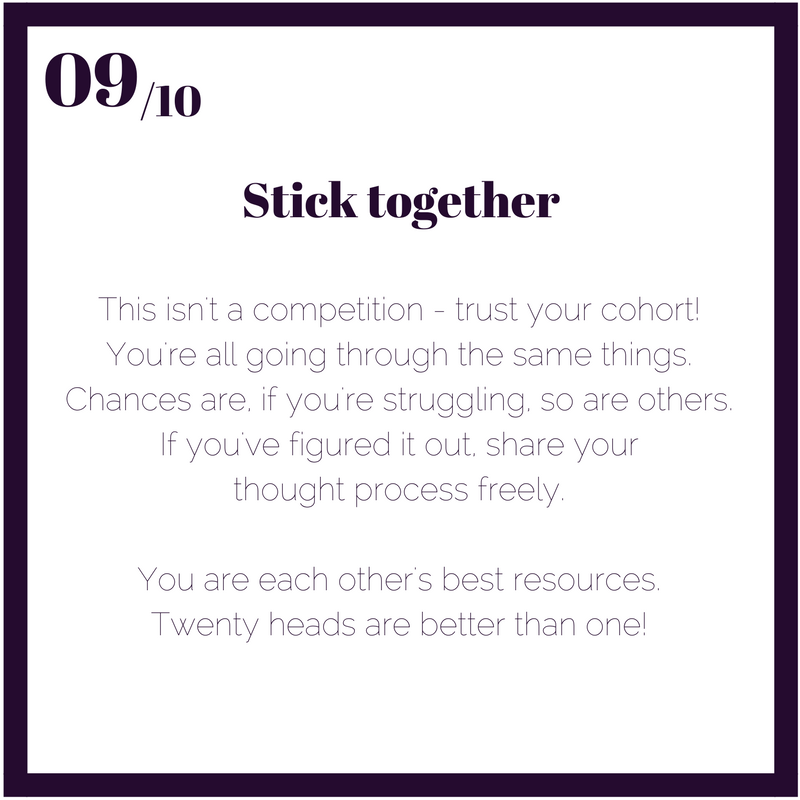 09/10
Stick together
This isn't a competition - trust your cohort!
You're all going through the same things.
Chances are, if you're struggling, so are others.
If you've figured it out, share your
thought process freely.
You are each other's best resources.
Twenty heads are better than one!